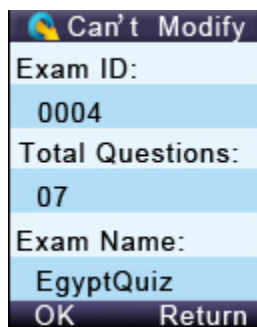 Can't Modify
Exam ID:
0004
Total Questions:
07
Exam Name:
EgyptQuiz
OK Return